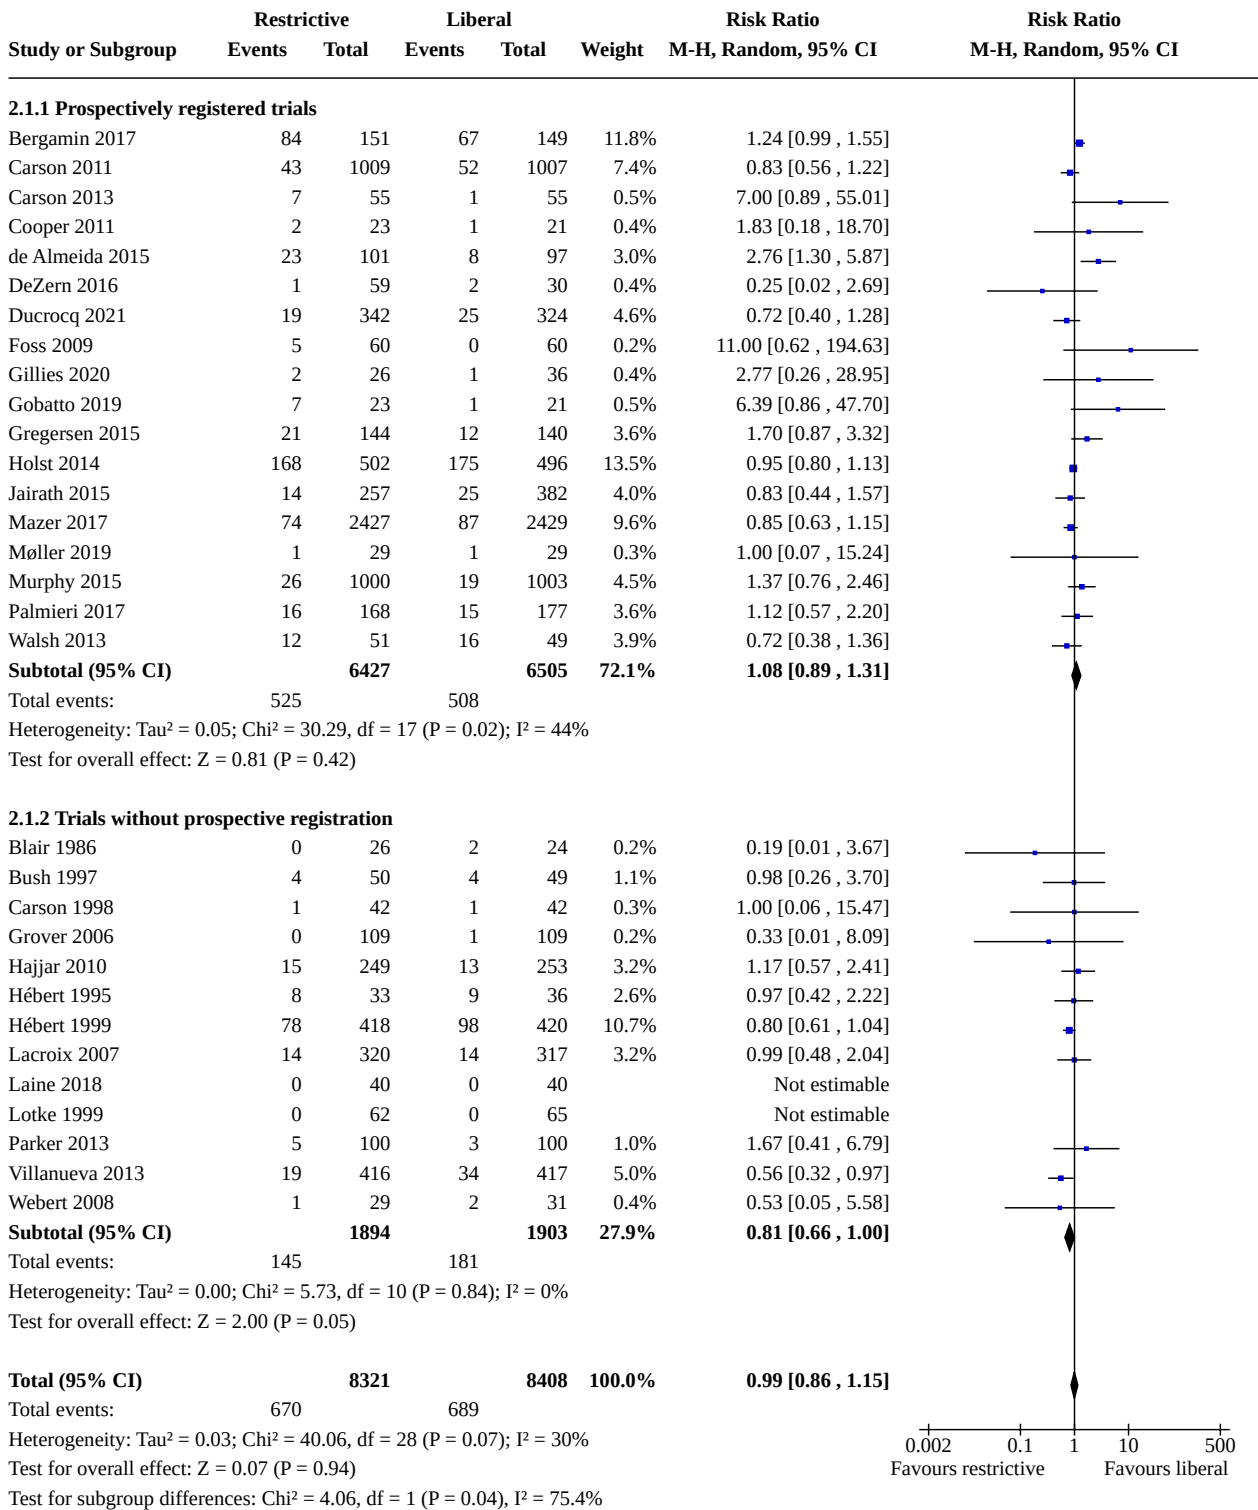 Restrictive Liberal Risk Ratio Risk Ratio
Study or Subgroup Events Total Events Total Weight M-H, Random, 95% CI M-H, Random, 95% CI
2.1.1 Prospectively registered trials
Bergamin 2017 84 151 67 149 11.8% 1.24 [0.99 , 1.55]
Carson 2011 43 1009 52 1007 7.4% 0.83 [0.56 , 1.22]
Carson 2013 7 55 1 55 0.5% 7.00 [0.89 , 55.01]
Cooper 2011 2 23 1 21 0.4% 1.83 [0.18 , 18.70]
de Almeida 2015 23 101 8 97 3.0% 2.76 [1.30 , 5.87]
DeZern 2016 1 59 2 30 0.4% 0.25 [0.02 , 2.69]
Ducrocq 2021 19 342 25 324 4.6% 0.72 [0.40 , 1.28]
Foss 2009 5 60 0 60 0.2% 11.00 [0.62 , 194.63]
Gillies 2020 2 26 1 36 0.4% 2.77 [0.26 , 28.95]
Gobatto 2019 7 23 1 21 0.5% 6.39 [0.86 , 47.70]
Gregersen 2015 21 144 12 140 3.6% 1.70 [0.87 , 3.32]
Holst 2014 168 502 175 496 13.5% 0.95 [0.80 , 1.13]
Jairath 2015 14 257 25 382 4.0% 0.83 [0.44 , 1.57]
Mazer 2017 74 2427 87 2429 9.6% 0.85 [0.63 , 1.15]
Møller 2019 1 29 1 29 0.3% 1.00 [0.07 , 15.24]
Murphy 2015 26 1000 19 1003 4.5% 1.37 [0.76 , 2.46]
Palmieri 2017 16 168 15 177 3.6% 1.12 [0.57 , 2.20]
Walsh 2013 12 51 16 49 3.9% 0.72 [0.38 , 1.36]
Subtotal (95% CI) 6427 6505 72.1% 1.08 [0.89 , 1.31]
Total events: 525 508
Heterogeneity: Tau² = 0.05; Chi² = 30.29, df = 17 (P = 0.02); I² = 44%
Test for overall effect: Z = 0.81 (P = 0.42)
2.1.2 Trials without prospective registration
Blair 1986 0 26 2 24 0.2% 0.19 [0.01 , 3.67]
Bush 1997 4 50 4 49 1.1% 0.98 [0.26 , 3.70]
Carson 1998 1 42 1 42 0.3% 1.00 [0.06 , 15.47]
Grover 2006 0 109 1 109 0.2% 0.33 [0.01 , 8.09]
Hajjar 2010 15 249 13 253 3.2% 1.17 [0.57 , 2.41]
Hébert 1995 8 33 9 36 2.6% 0.97 [0.42 , 2.22]
Hébert 1999 78 418 98 420 10.7% 0.80 [0.61 , 1.04]
Lacroix 2007 14 320 14 317 3.2% 0.99 [0.48 , 2.04]
Laine 2018 0 40 0 40 Not estimable
Lotke 1999 0 62 0 65 Not estimable
Parker 2013 5 100 3 100 1.0% 1.67 [0.41 , 6.79]
Villanueva 2013 19 416 34 417 5.0% 0.56 [0.32 , 0.97]
Webert 2008 1 29 2 31 0.4% 0.53 [0.05 , 5.58]
Subtotal (95% CI) 1894 1903 27.9% 0.81 [0.66 , 1.00]
Total events: 145 181
Heterogeneity: Tau² = 0.00; Chi² = 5.73, df = 10 (P = 0.84); I² = 0%
Test for overall effect: Z = 2.00 (P = 0.05)
Total (95% CI) 8321 8408 100.0% 0.99 [0.86 , 1.15]
Total events: 670 689
Heterogeneity: Tau² = 0.03; Chi² = 40.06, df = 28 (P = 0.07); I² = 30%
0.002 0.1 1 10 500
Test for overall effect: Z = 0.07 (P = 0.94) Favours restrictive Favours liberal
Test for subgroup differences: Chi² = 4.06, df = 1 (P = 0.04), I² = 75.4%